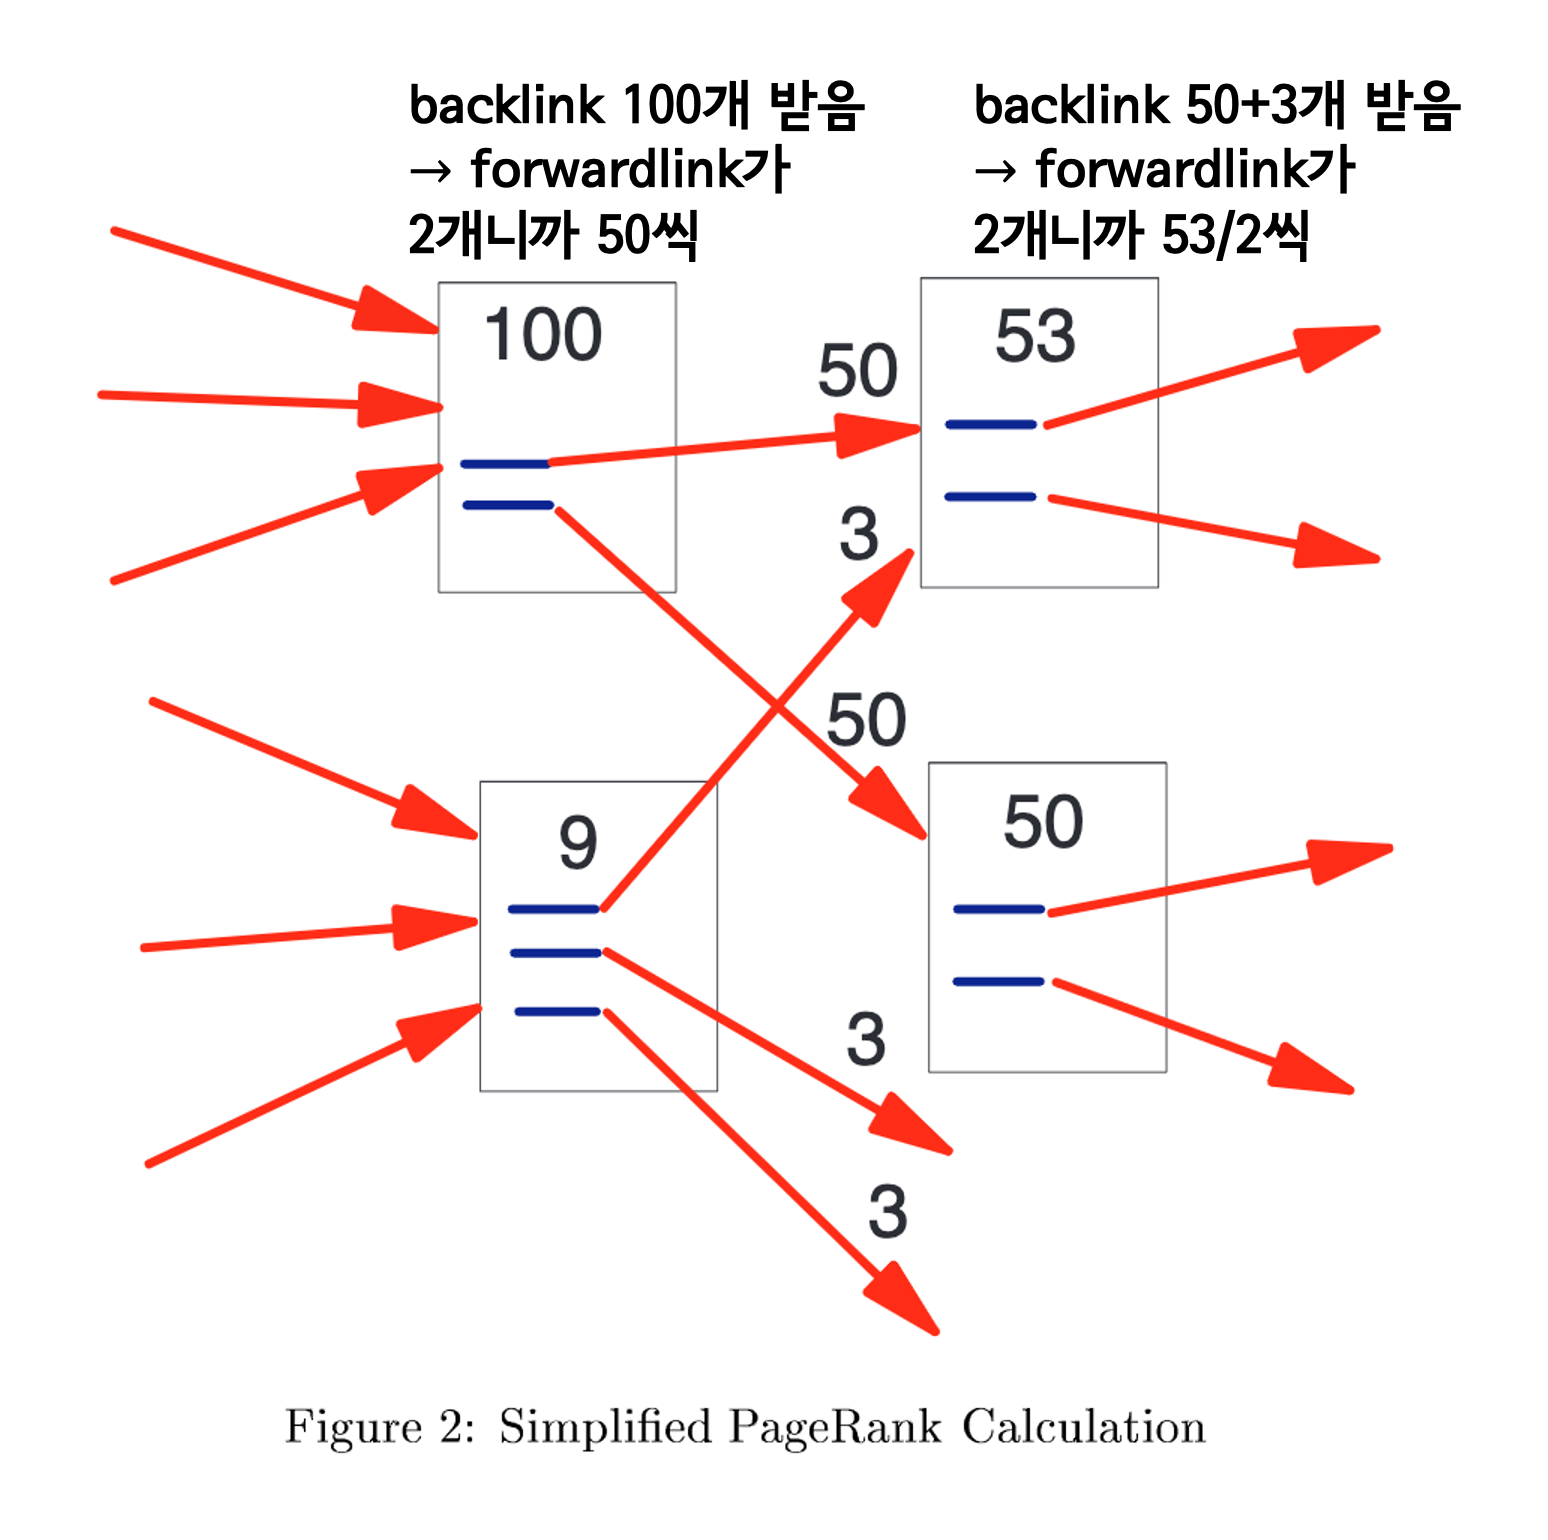 backlink 100개 받음
→ forwardlink가
2개니까 50씩
backlink 50+3개 받음
→ forwardlink가
2개니까 53/2씩
100
50
53
3
50
9
50
3
3
Figure 2: Simplified PageRank Calculation